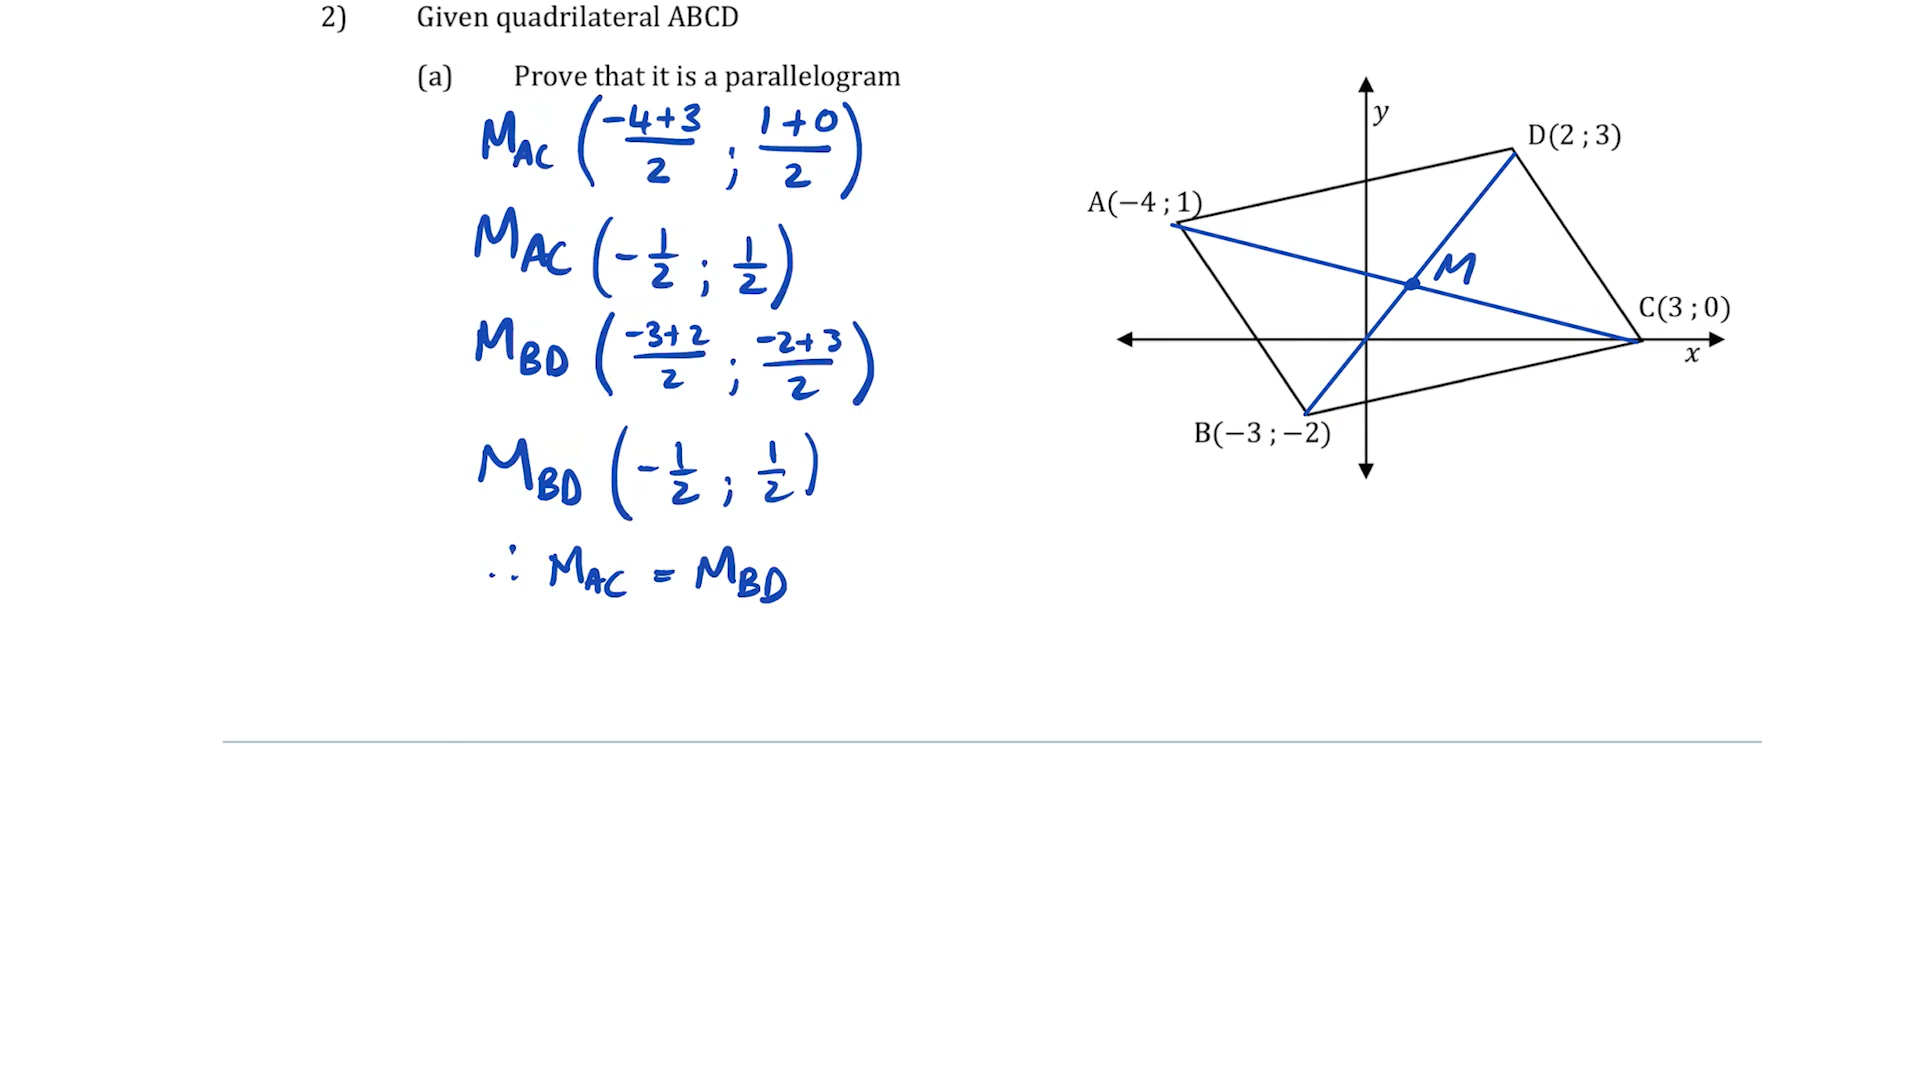 2) Given quadrilateral ABCD
(a) Prove that it is a parallelogram
M_AC (-4+3/2 ; 1+0/2)
M_AC (-1/2 ; 1/2)
M_BD (-3+2/2 ; -2+3/2)
M_BD (-1/2 ; 1/2)
∴ M_AC = M_BD
y
D(2 ; 3)
A(−4 ; 1)
M
C(3 ; 0)
x
B(−3 ; −2)